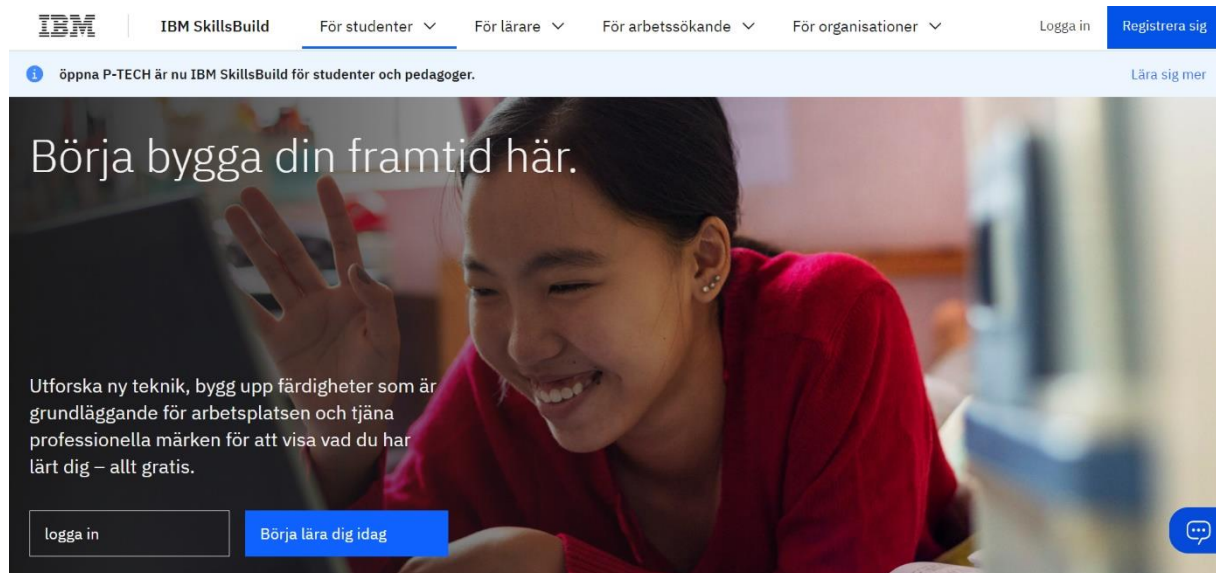 IBM
IBM SkillsBuild
För studenter
För lärare
För arbetssökande
För organisationer
Logga in
Registrera sig
öppna P-TECH är nu IBM SkillsBuild för studenter och pedagoger.
Lära sig mer
Börja bygga din framtid här.
Utforska ny teknik, bygg upp färdigheter som är
grundläggande för arbetsplatsen och tjäna
professionella märken för att visa vad du har
lärt dig – allt gratis.
logga in
Börja lära dig idag